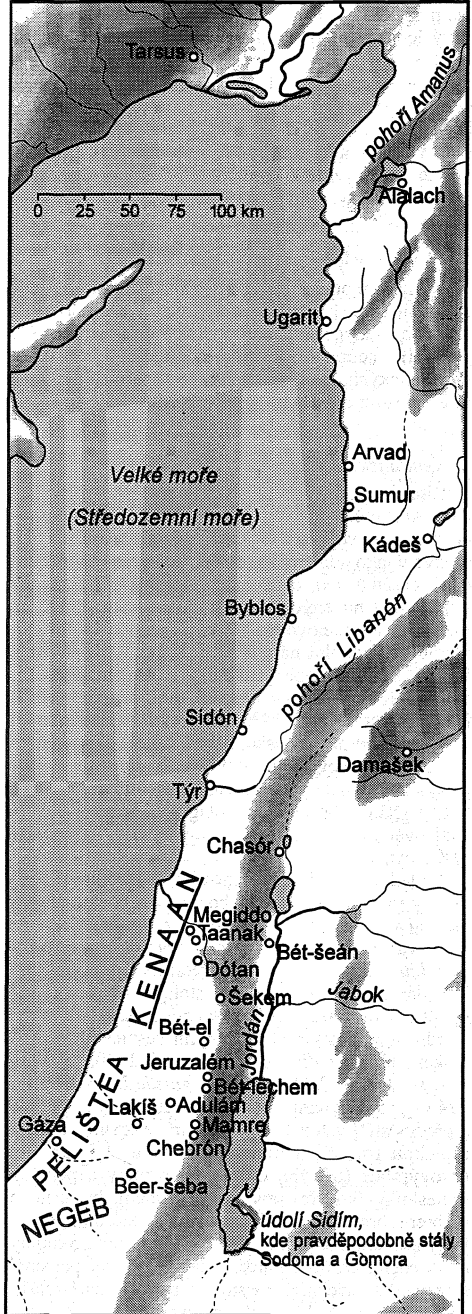 Tarsus
pohoří Amanus
Alalach
0 25 50 75 100 km
Ugarit
Arvad
Velké moře
(Středozemní moře)
Sumur
Kádeš
Byblos
pohoří Libanón
Sidón
Damašek
Týr
Chasór
KENAAN
Megiddo
Taanak
Bét-šeán
Dótan
Jabok
Šekem
Jordán
Bét-el
Jeruzalém
Bét-lechem
Adulám
Lakíš
Mamre
Gáza
PELIŠTEA
Chebrón
Beer-šeba
NEGEB
údolí Sidím,
kde pravděpodobně stály
Sodoma a Gomora